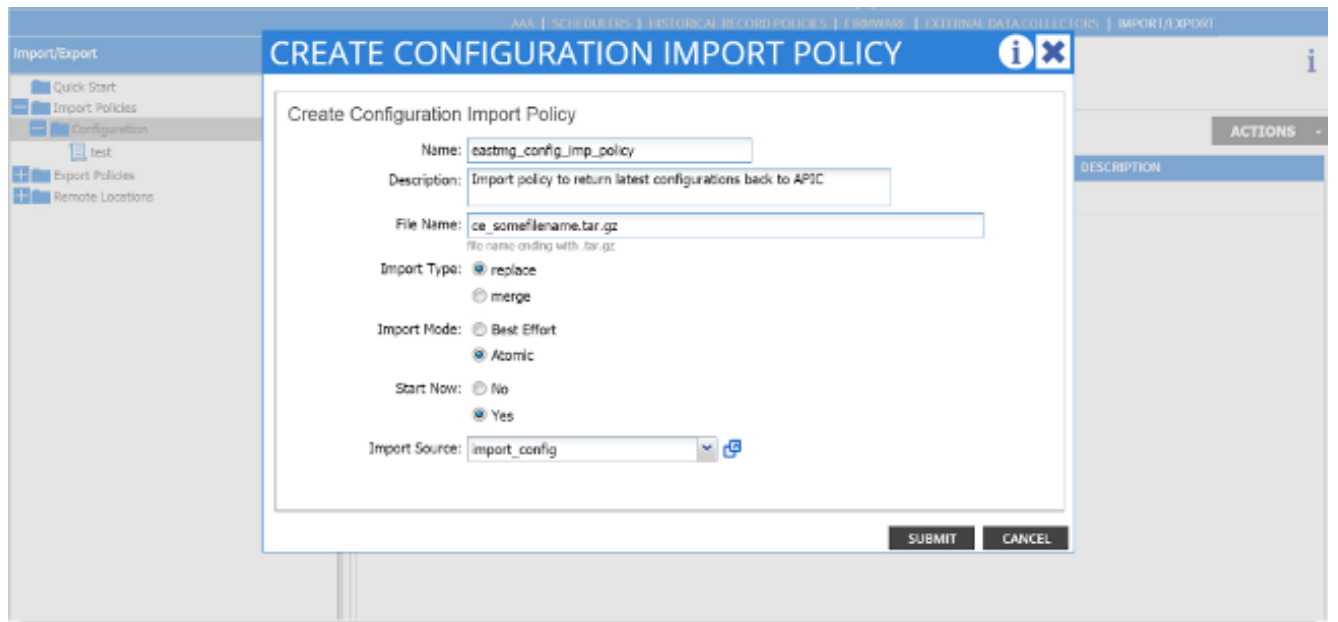 AAA | SCHEDULERS | HISTORICAL RECORD POLICIES | FIRMWARE | EXTERNAL DATA COLLECTORS | IMPORT/EXPORT
Import/Export
CREATE CONFIGURATION IMPORT POLICY
i
i
Quick Start
Import Policies
Configuration
test
Export Policies
Remote Locations
ACTIONS
DESCRIPTION
Create Configuration Import Policy
Name: eastmg_config_imp_policy
Description: Import policy to return latest configurations back to APIC
File Name: ce_somefilename.tar.gz
file name ending with .tar.gz
Import Type: replace
merge
Import Mode: Best Effort
Atomic
Start Now: No
Yes
Import Source: import_config
SUBMIT CANCEL